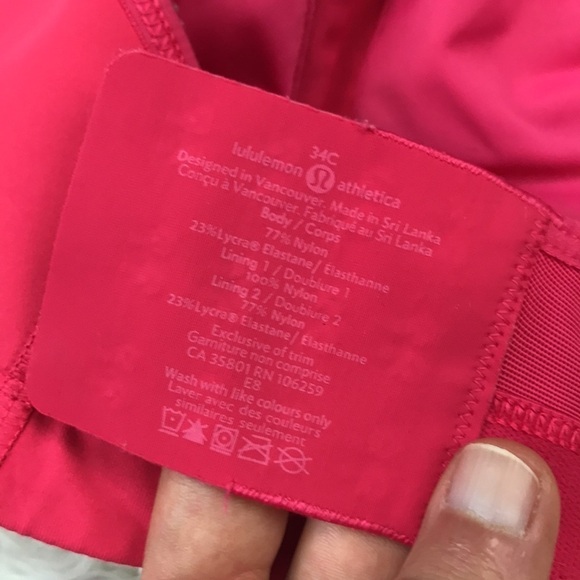 34C
lululemon athletica
Designed in Vancouver. Made in Sri Lanka
Conçu à Vancouver. Fabriqué au Sri Lanka
Body / Corps
77% Nylon
23% Lycra® Elastane / Elasthanne
Lining 1 / Doublure 1
100% Nylon
Lining 2 / Doublure 2
77% Nylon
23% Lycra® Elastane / Elasthanne
Exclusive of trim
Garniture non comprise
CA 35801 RN 106259
E8
Wash with like colours only
Laver avec des couleurs
similaires seulement